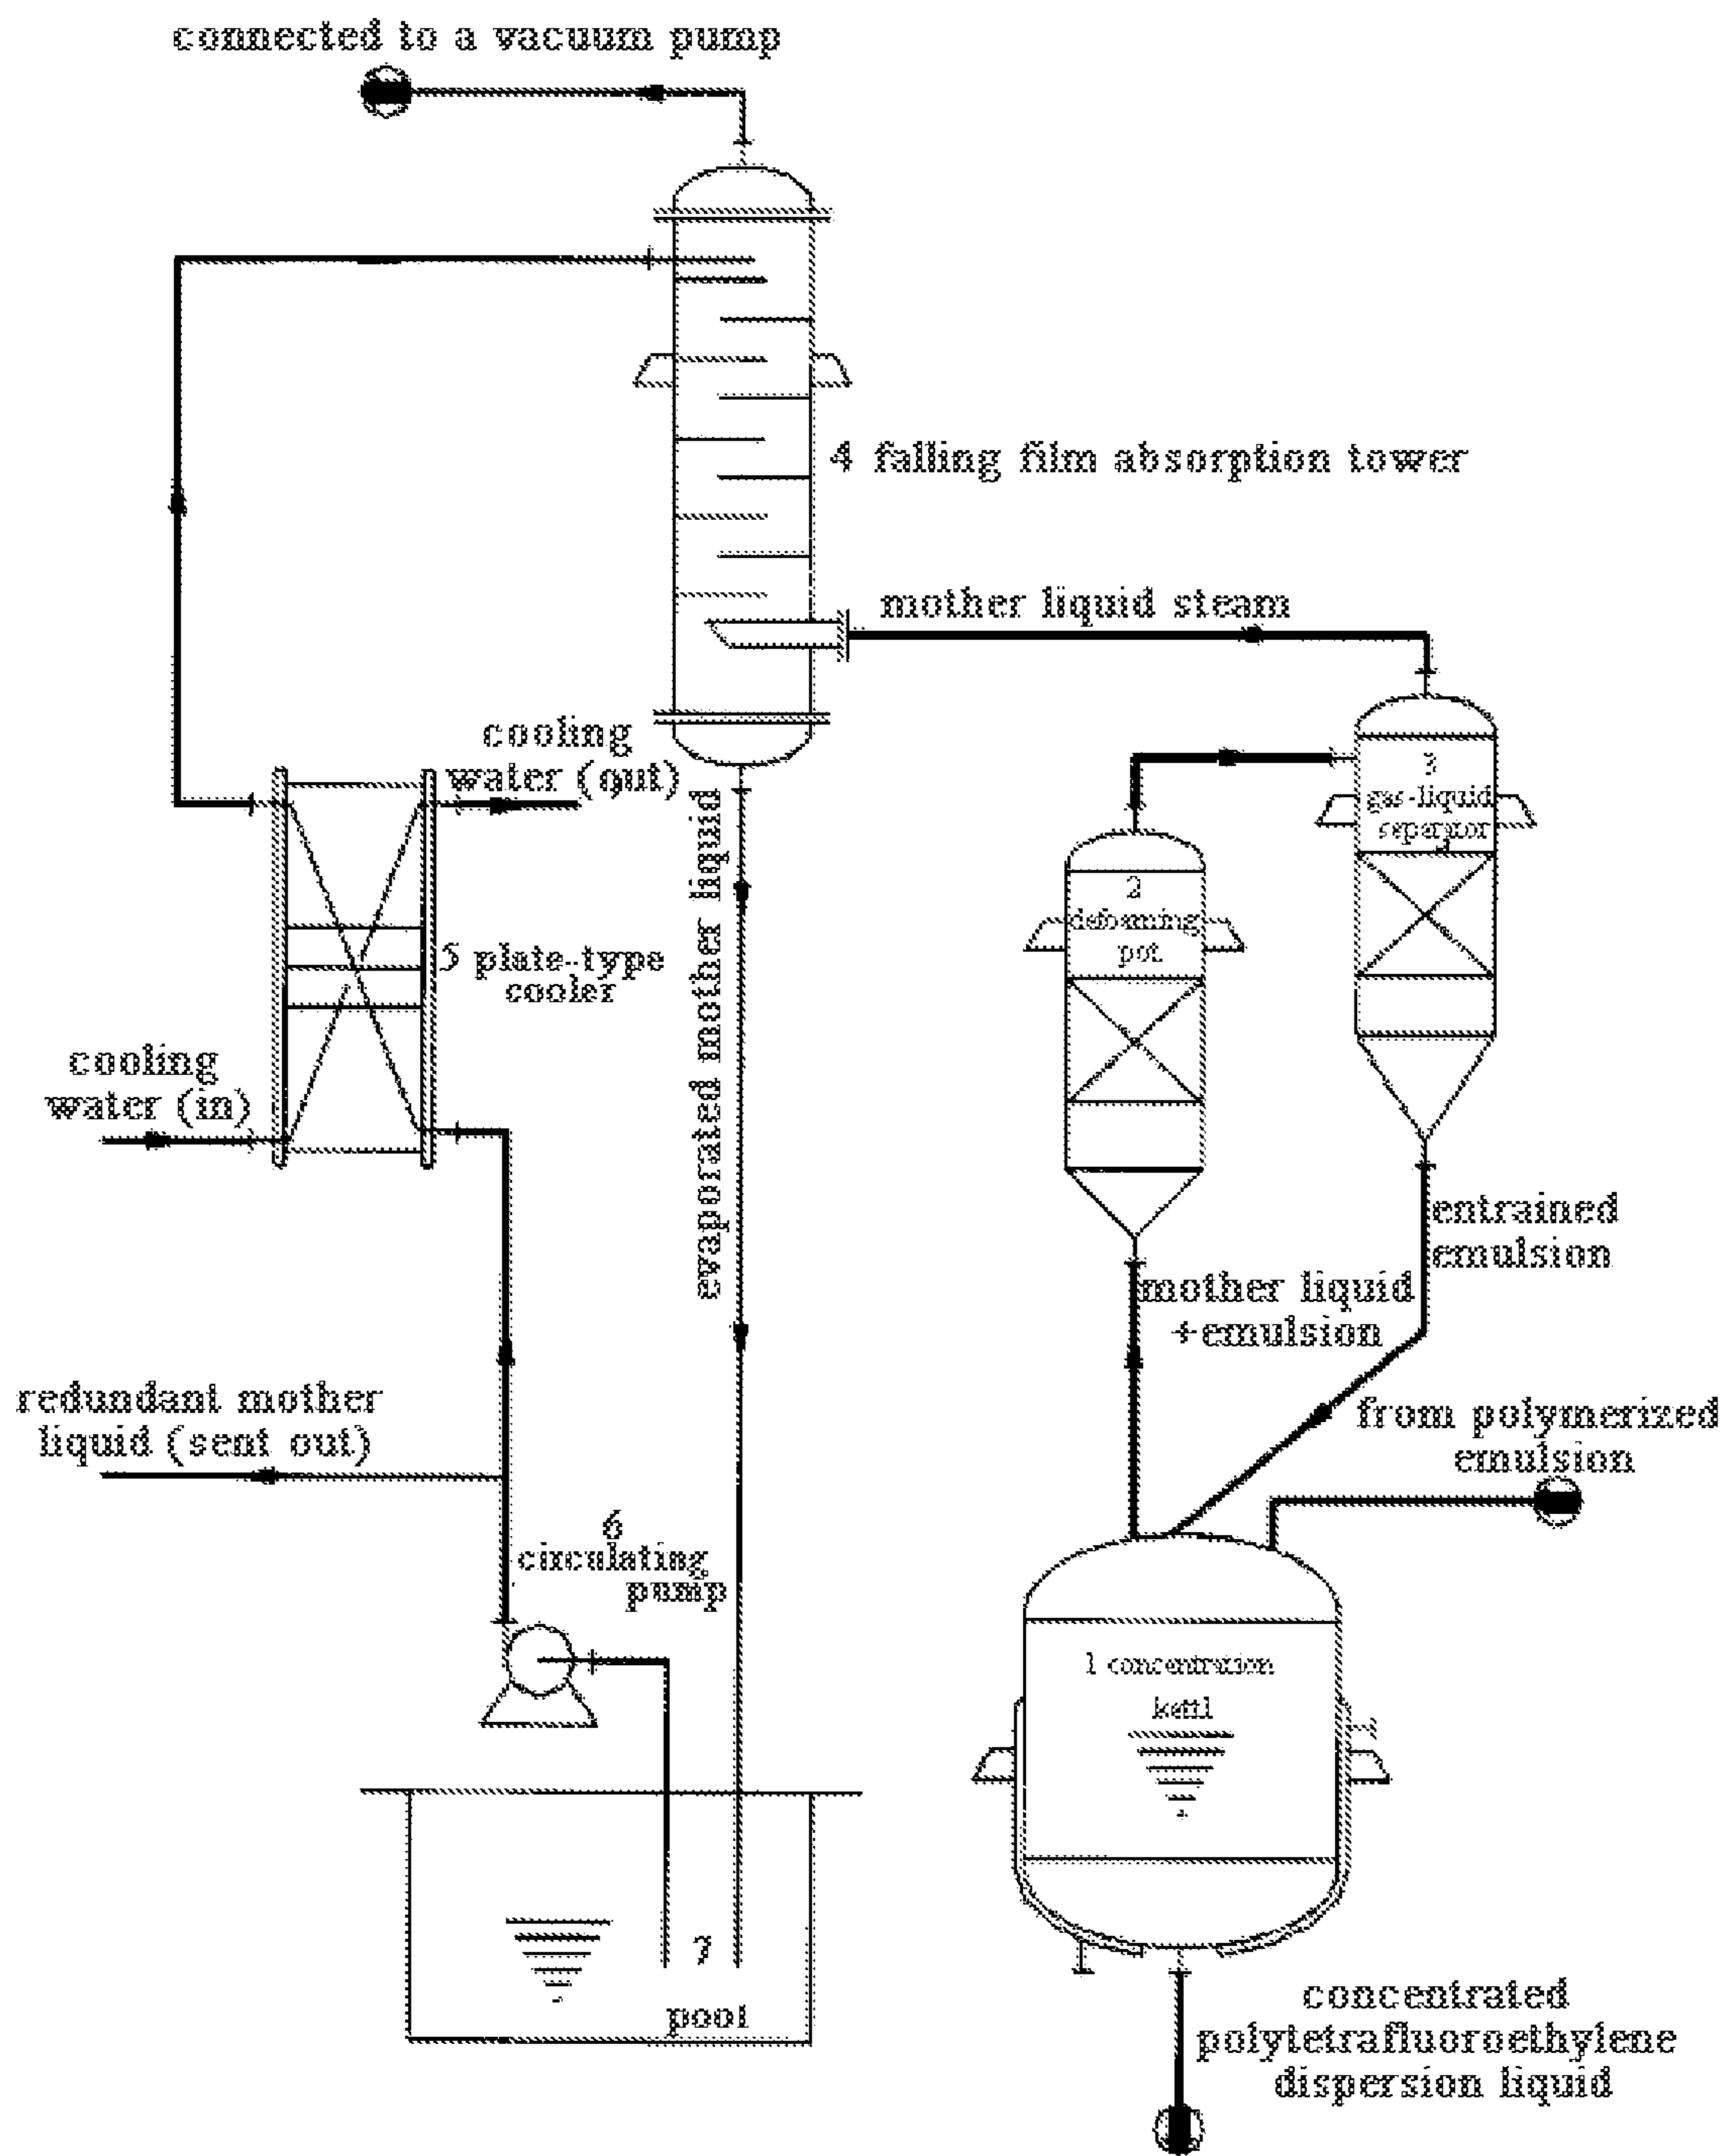 connected to a vacuum pump
4 falling film absorption tower
mother liquid steam
cooling
water (out)
3
gas-liquid
separator
2
defoaming
pot
5 plate-type
cooler
evaporated mother liquid
cooling
water (in)
entrained
emulsion
mother liquid
+emulsion
redundant mother
liquid (sent out)
from polymerized
emulsion
6
circulating
pump
1 concentration
kettl
7
pool
concentrated
polytetrafluoroethylene
dispersion liquid